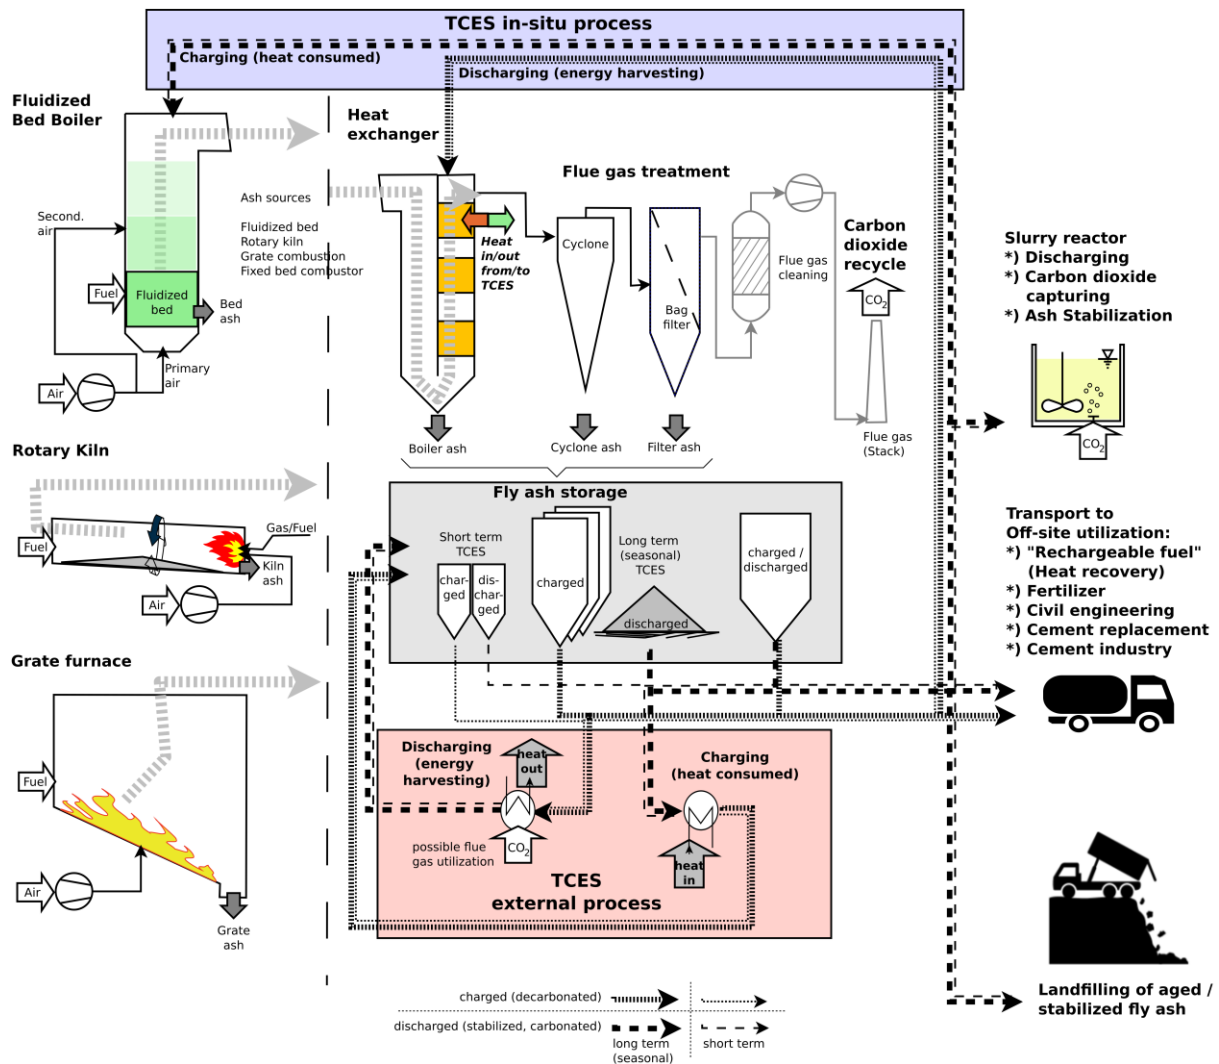 TCES in-situ process
Charging (heat consumed)
Discharging (energy harvesting)
Fluidized
Bed Boiler
Second.
air
Fuel
Fluidized
bed
Bed
ash
Primary
air
Air
Heat
exchanger
Ash sources
Fluidized bed
Rotary kiln
Grate combustion
Fixed bed combustor
Heat
in/out
from/to
TCES
Flue gas treatment
Cyclone
Bag
filter
Flue gas
cleaning
Carbon
dioxide
recycle
CO2
Flue gas
(Stack)
Boiler ash
Cyclone ash
Filter ash
Slurry reactor
*) Discharging
*) Carbon dioxide
capturing
*) Ash Stabilization
CO2
Rotary Kiln
Fuel
Gas/Fuel
Kiln
ash
Air
Fly ash storage
Short term
TCES
char-
ged
dis-
char-
ged
charged
Long term
(seasonal)
TCES
discharged
charged /
discharged
Transport to
Off-site utilization:
*) "Rechargeable fuel"
(Heat recovery)
*) Fertilizer
*) Civil engineering
*) Cement replacement
*) Cement industry
Grate furnace
Fuel
Air
Grate
ash
Discharging
(energy
harvesting)
heat
out
possible flue
gas utilization
CO2
Charging
(heat consumed)
heat
in
TCES
external process
Landfilling of aged /
stabilized fly ash
charged (decarbonated)
discharged (stabilized, carbonated)
long term
(seasonal)
short term